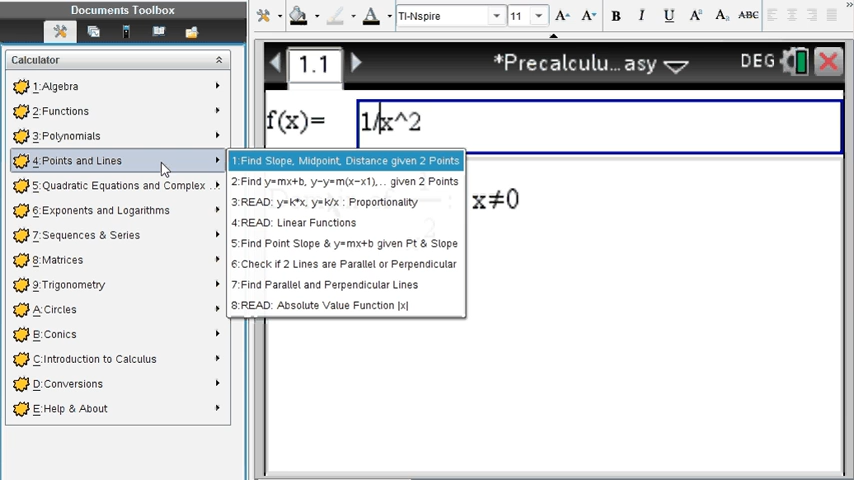 Documents Toolbox
TI-Nspire 11 B I U A A ABC
Calculator
1:Algebra
2:Functions
3:Polynomials
4:Points and Lines
5:Quadratic Equations and Complex ...
6:Exponents and Logarithms
7:Sequences & Series
8:Matrices
9:Trigonometry
A:Circles
B:Conics
C:Introduction to Calculus
D:Conversions
E:Help & About
1:Find Slope, Midpoint, Distance given 2 Points
2:Find y=mx+b, y-y=m(x-x1),.. given 2 Points
3:READ: y=k*x, y=k/x : Proportionality
4:READ: Linear Functions
5:Find Point Slope & y=mx+b given Pt & Slope
6:Check if 2 Lines are Parallel or Perpendicular
7:Find Parallel and Perpendicular Lines
8:READ: Absolute Value Function |x|
1.1 *Precalculu...asy DEG
f(x)= 1/x^2
x≠0